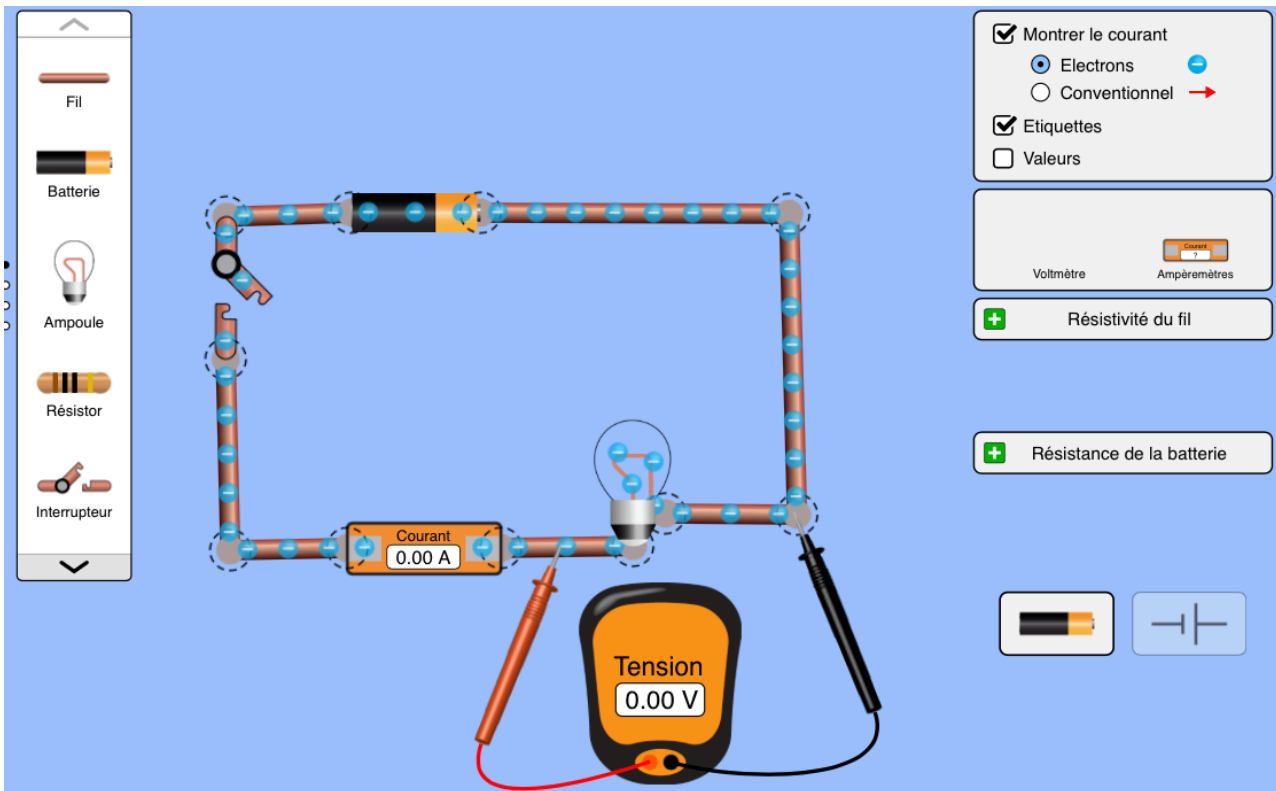 Fil
Batterie
Ampoule
Résistor
Interrupteur
Courant
0.00 A
Tension
0.00 V
Montrer le courant
Electrons
Conventionnel
Etiquettes
Valeurs
Courant
?
Voltmètre
Ampèremètres
Résistivité du fil
Résistance de la batterie